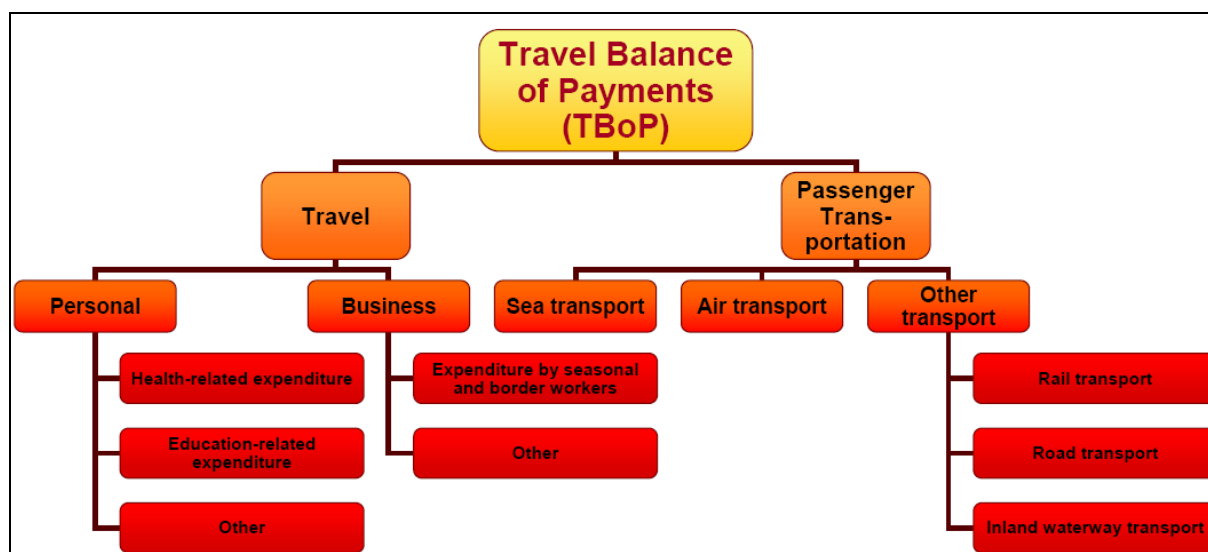 Travel Balance
of Payments
(TBoP)
Travel
Passenger
Trans-
portation
Personal
Business
Sea transport
Air transport
Other
transport
Health-related expenditure
Education-related
expenditure
Other
Expenditure by seasonal
and border workers
Other
Rail transport
Road transport
Inland waterway transport